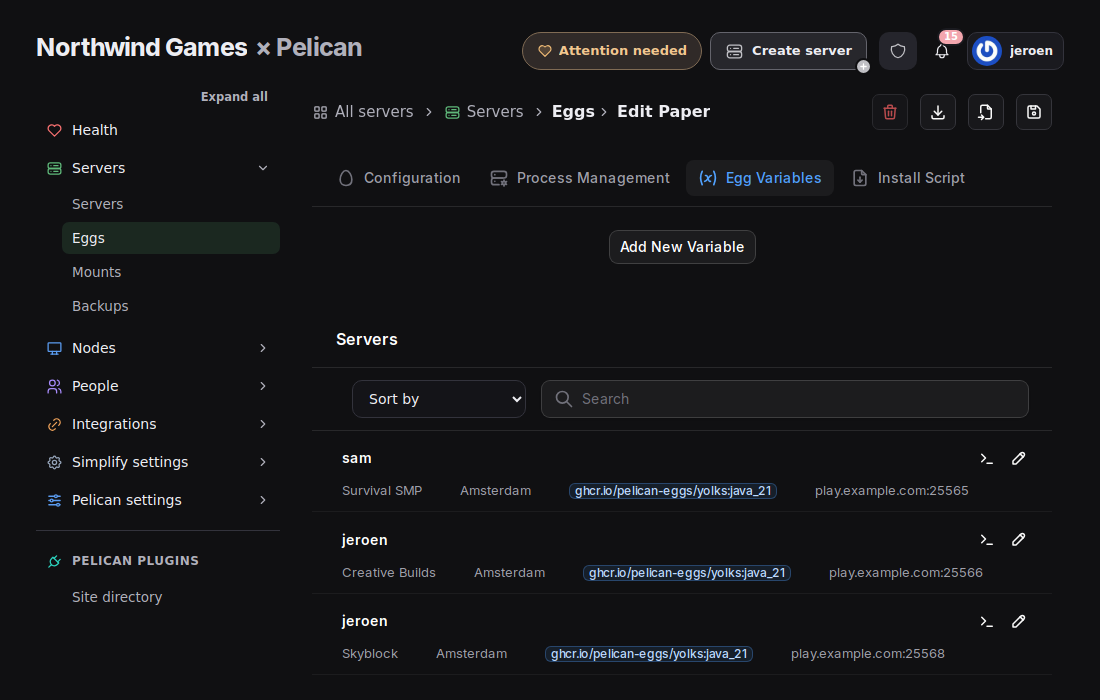 Northwind Games × Pelican
Attention needed
Create server
15
jeroen
Expand all
Health
Servers
Servers
Eggs
Mounts
Backups
Nodes
People
Integrations
Simplify settings
Pelican settings
PELICAN PLUGINS
Site directory
All servers > Servers > Eggs > Edit Paper
Configuration
Process Management
(x) Egg Variables
Install Script
Add New Variable
Servers
Sort by
Search
sam
Survival SMP Amsterdam ghcr.io/pelican-eggs/yolks:java_21 play.example.com:25565
jeroen
Creative Builds Amsterdam ghcr.io/pelican-eggs/yolks:java_21 play.example.com:25566
jeroen
Skyblock Amsterdam ghcr.io/pelican-eggs/yolks:java_21 play.example.com:25568